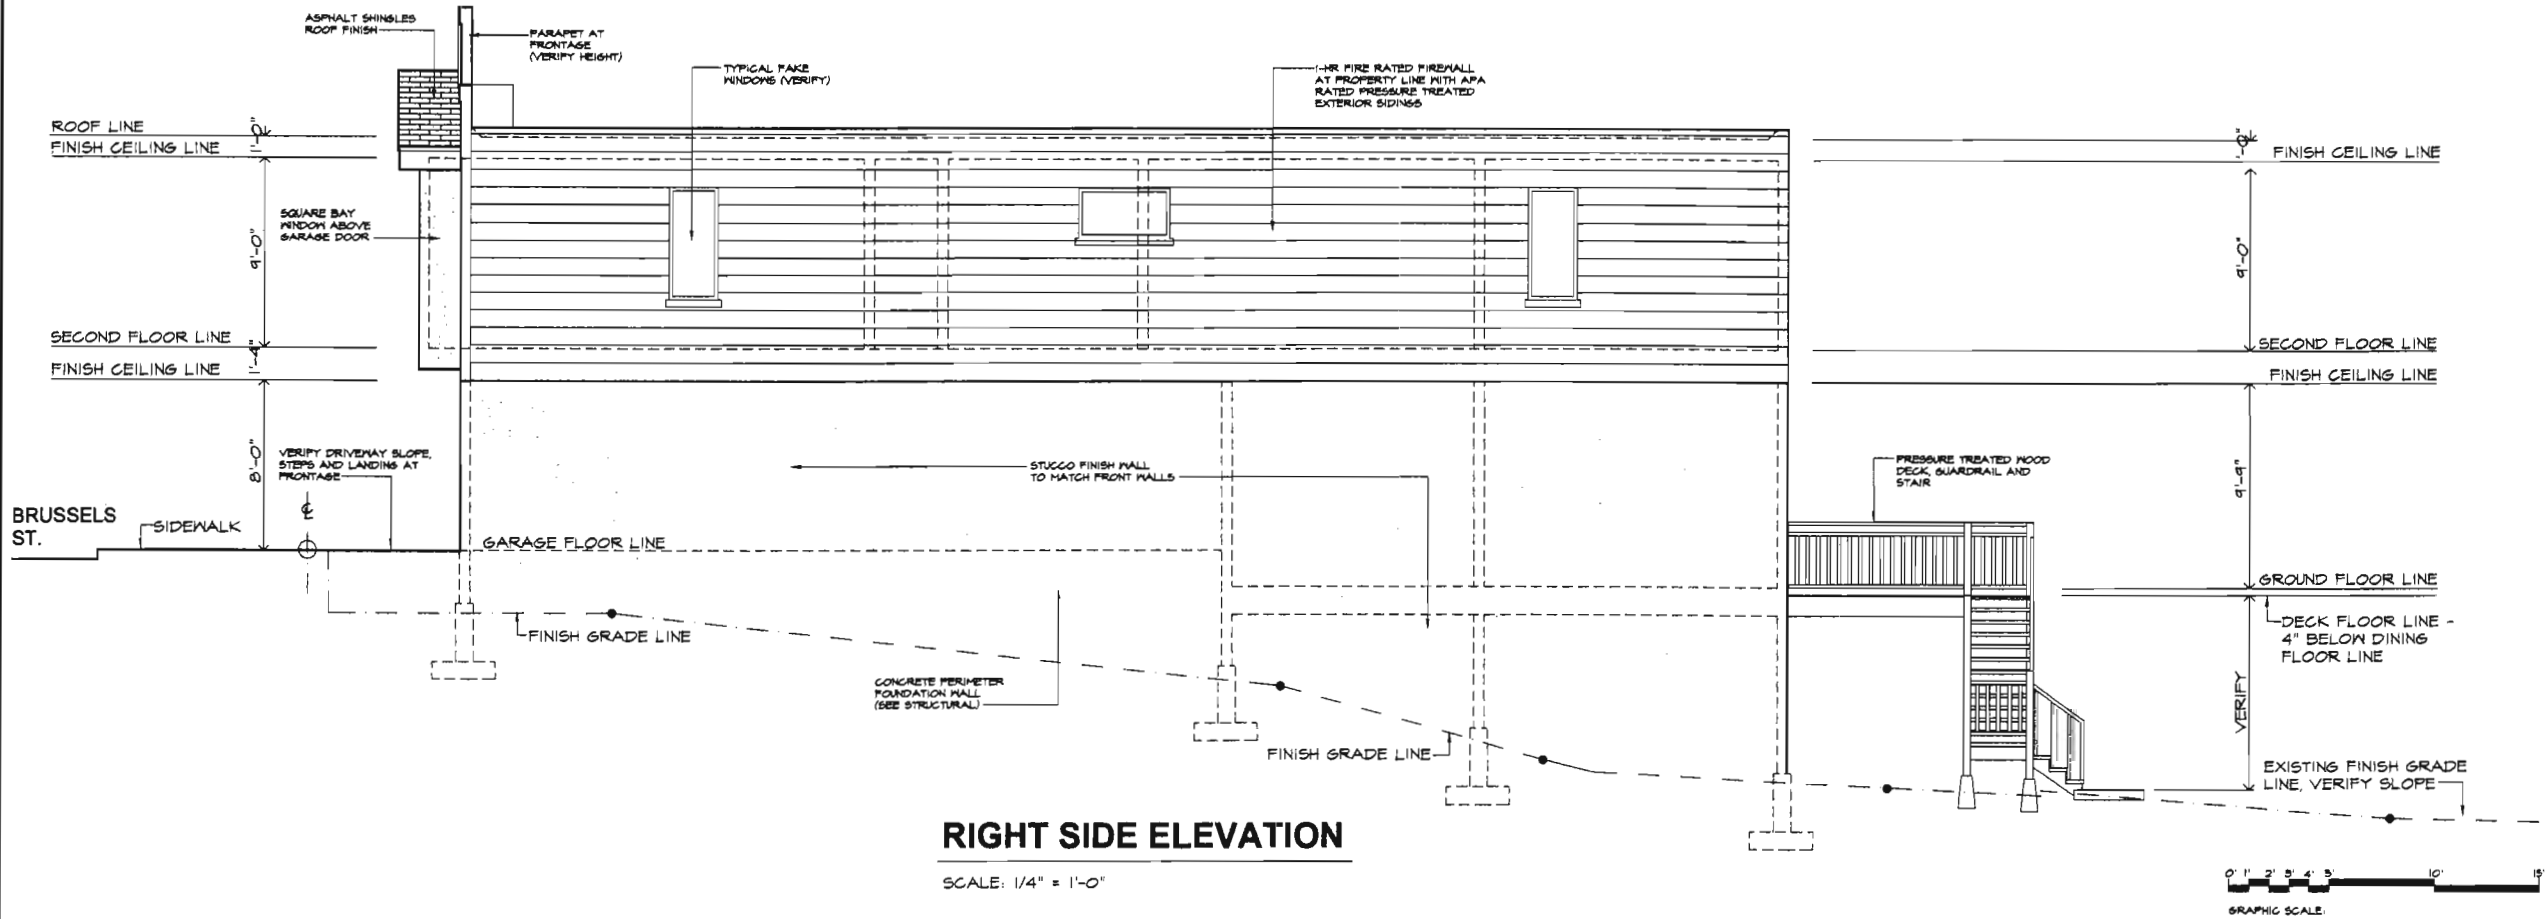 ASPHALT SHINGLES
ROOF FINISH
PARAPET AT
FRONTAGE
(VERIFY HEIGHT)
TYPICAL FAKE
WINDOWS (VERIFY)
1-HR FIRE RATED FIREWALL
AT PROPERTY LINE WITH APA
RATED PRESSURE TREATED
EXTERIOR SIDINGS
ROOF LINE
1'-0"
FINISH CEILING LINE
1'-0"
FINISH CEILING LINE
SQUARE BAY
WINDOW ABOVE
GARAGE DOOR
9'-0"
9'-0"
SECOND FLOOR LINE
1'-4"
FINISH CEILING LINE
SECOND FLOOR LINE
FINISH CEILING LINE
8'-0"
VERIFY DRIVEWAY SLOPE,
STEPS AND LANDING AT
FRONTAGE
STUCCO FINISH WALL
TO MATCH FRONT WALLS
PRESSURE TREATED WOOD
DECK, GUARDRAIL AND
STAIR
9'-9"
BRUSSELS
ST.
SIDEWALK
℄
GARAGE FLOOR LINE
GROUND FLOOR LINE
DECK FLOOR LINE -
4" BELOW DINING
FLOOR LINE
FINISH GRADE LINE
CONCRETE PERIMETER
FOUNDATION WALL
(SEE STRUCTURAL)
VERIFY
FINISH GRADE LINE
EXISTING FINISH GRADE
LINE, VERIFY SLOPE
RIGHT SIDE ELEVATION
SCALE: 1/4" = 1'-0"
0' 1' 2' 3' 4' 5' 10' 15'
GRAPHIC SCALE: